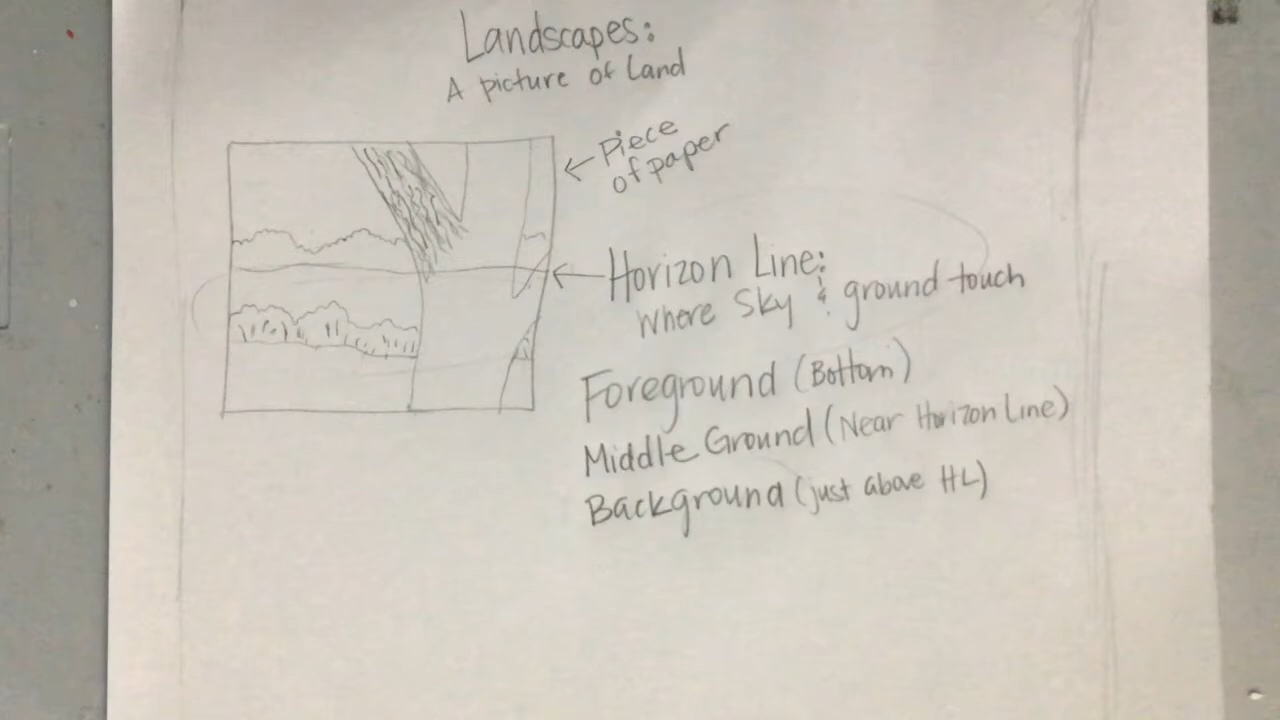 Landscapes:
A picture of Land
← Piece
of paper
← Horizon Line:
Where Sky & ground touch
Foreground (Bottom)
Middle Ground (Near Horizon Line)
Background (just above HL)